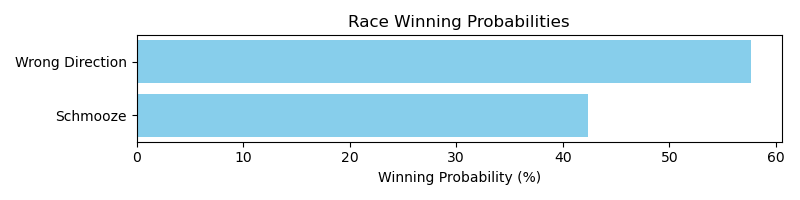 Race Winning Probabilities
Wrong Direction
Schmooze
0 10 20 30 40 50 60
Winning Probability (%)